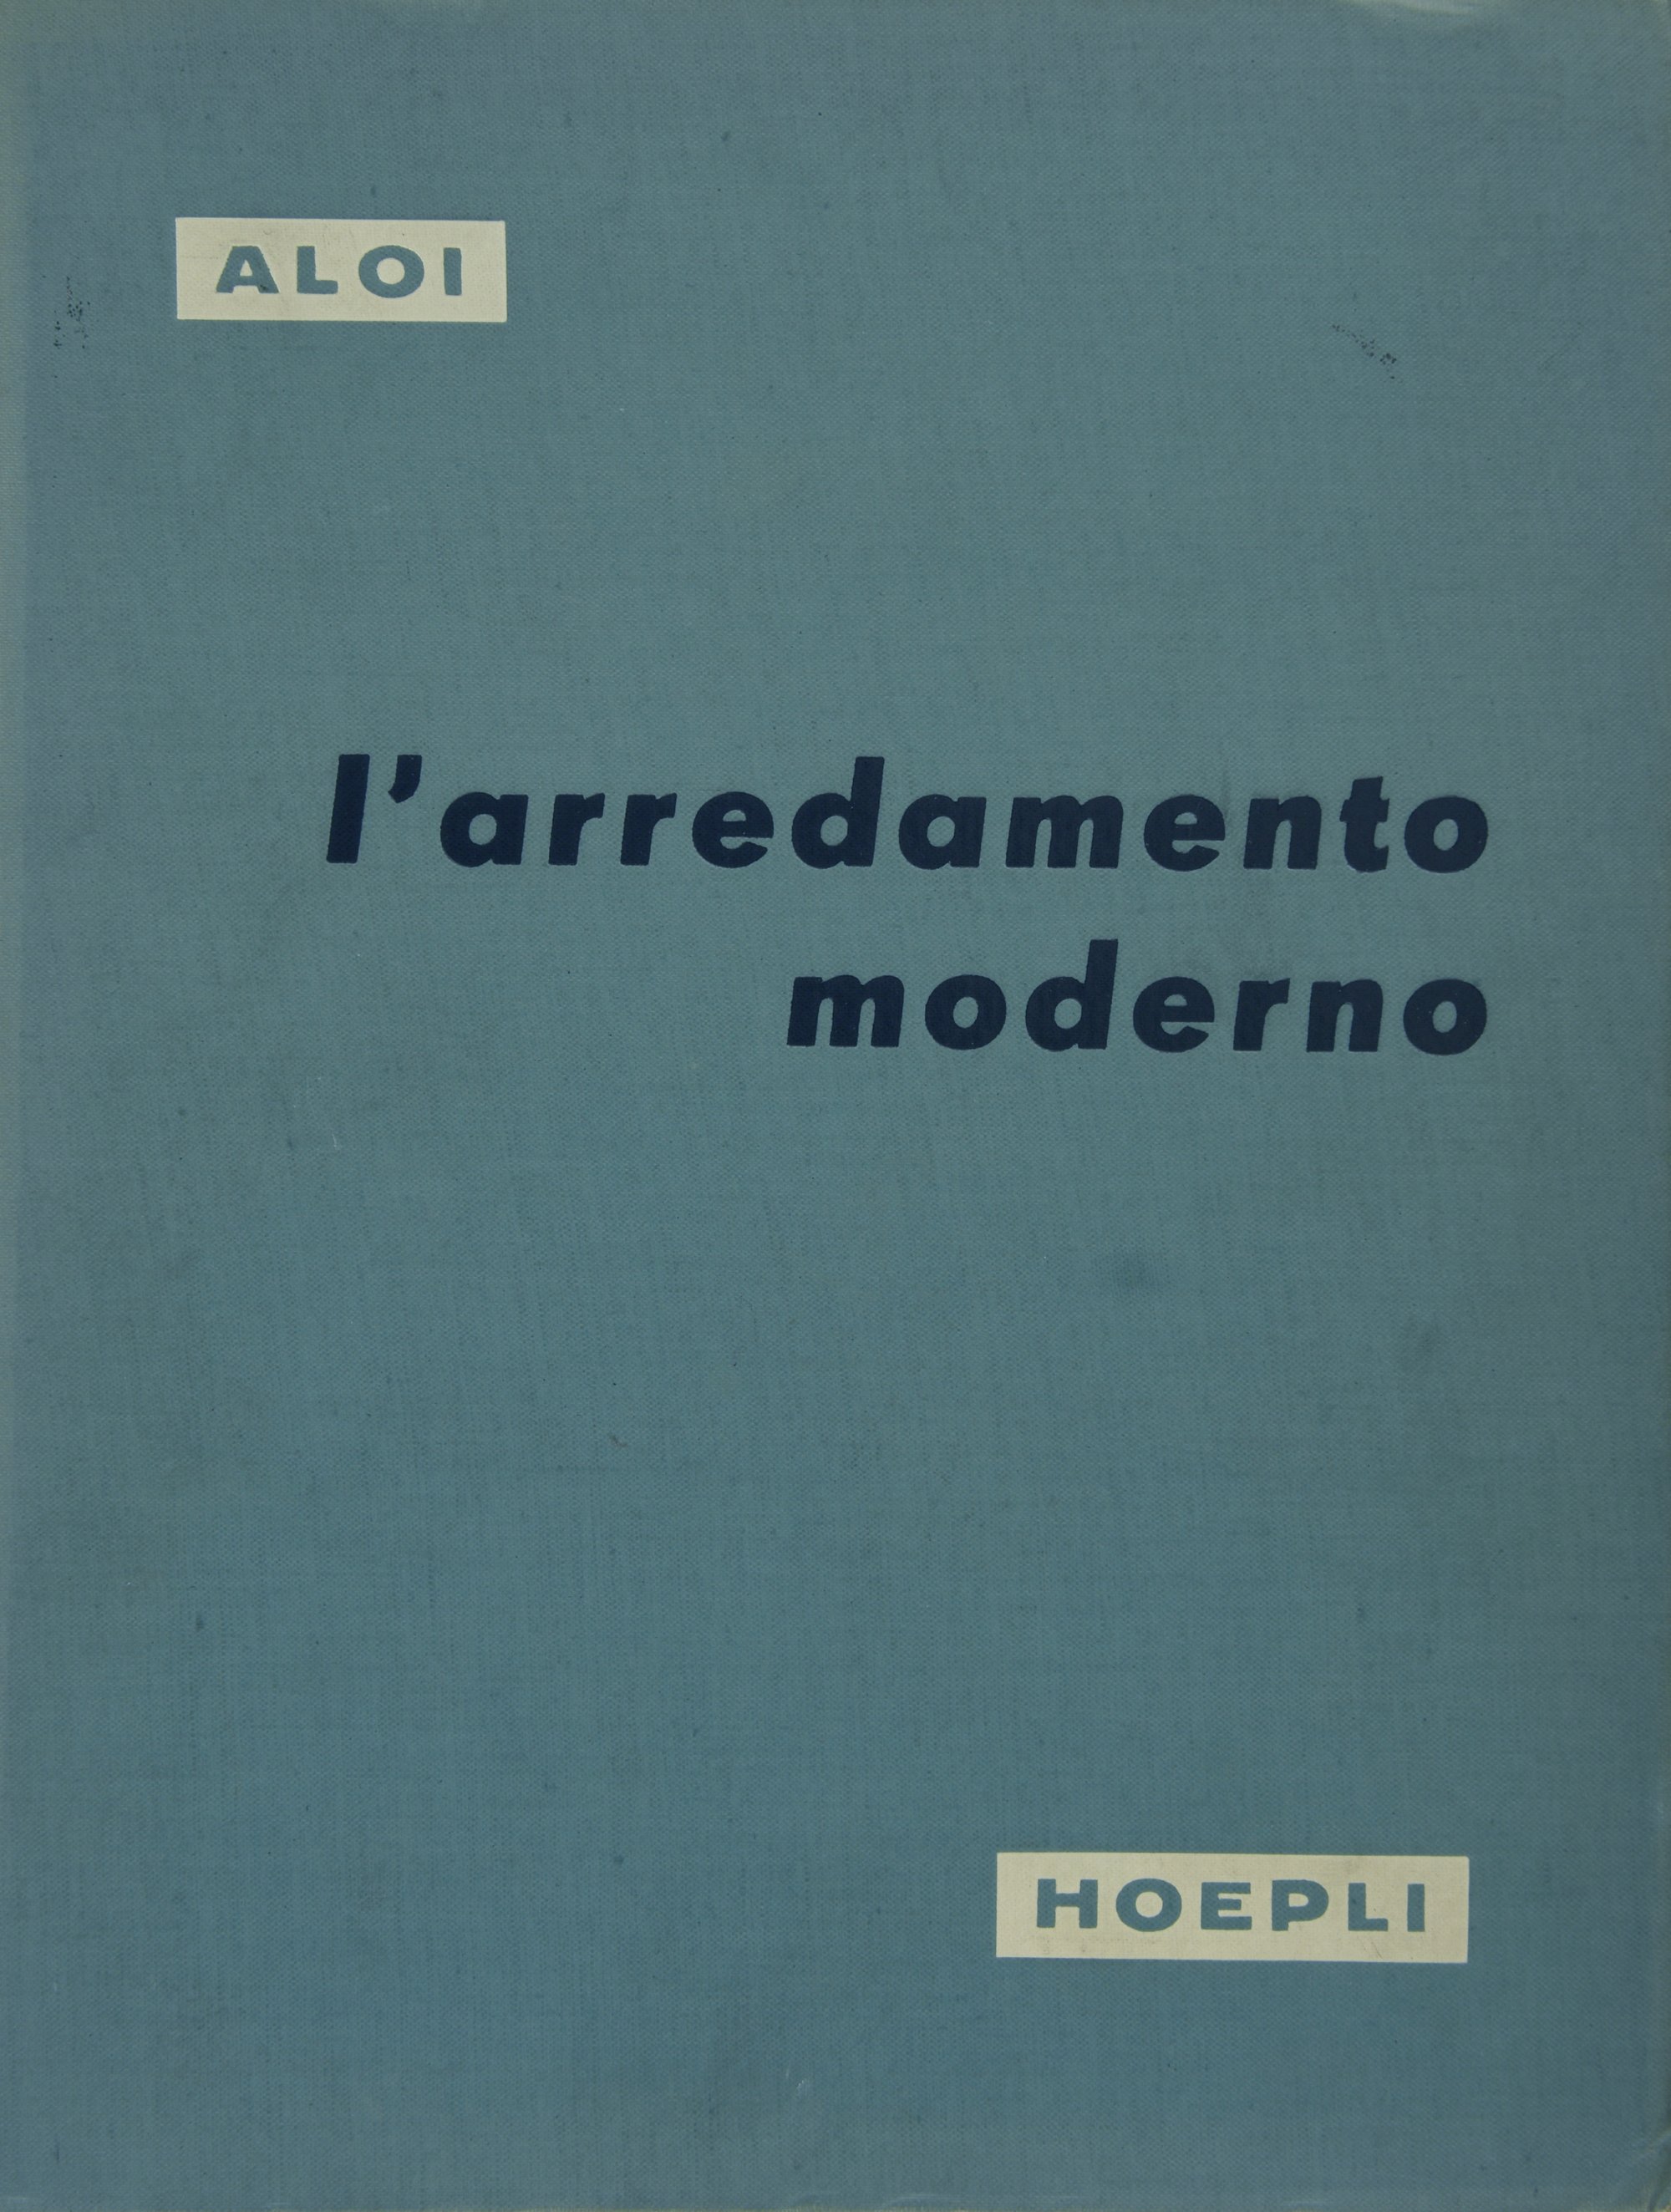 ALOI
l'arredamento
moderno
HOEPLI